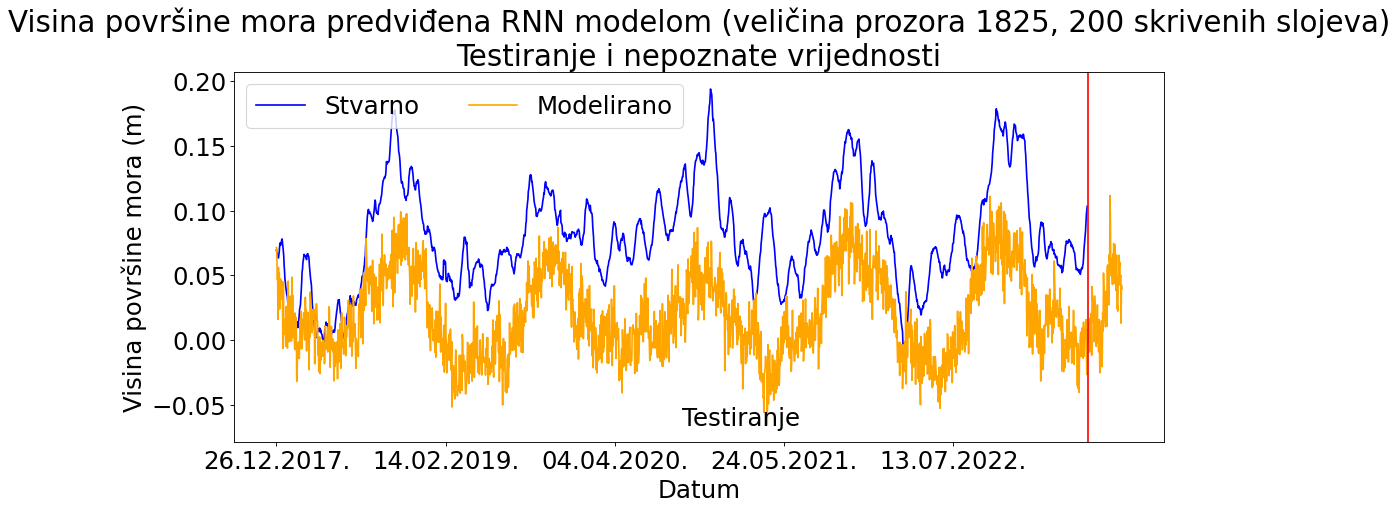 Visina površine mora predviđena RNN modelom (veličina prozora 1825, 200 skrivenih slojeva)
Testiranje i nepoznate vrijednosti
Stvarno Modelirano
Visina površine mora (m)
0.20
0.15
0.10
0.05
0.00
−0.05
Testiranje
26.12.2017. 14.02.2019. 04.04.2020. 24.05.2021. 13.07.2022.
Datum